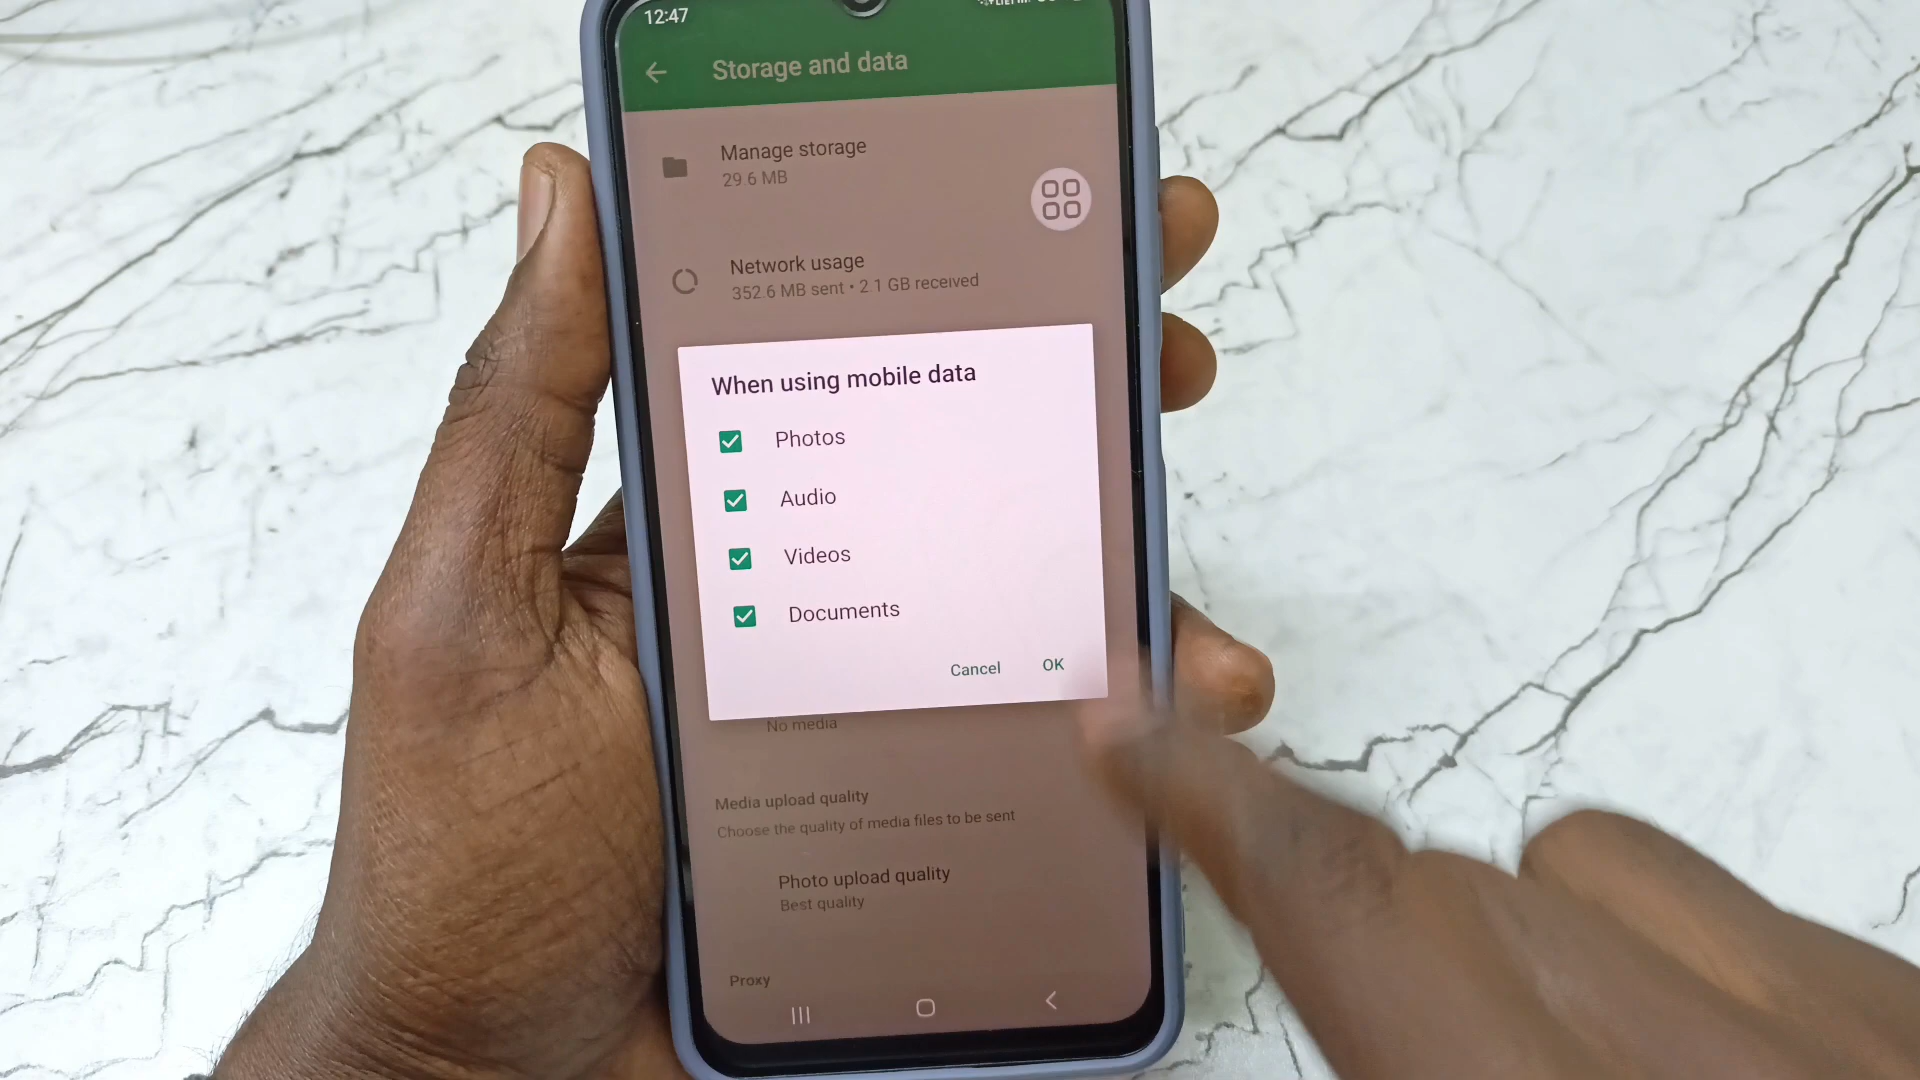 12:47
Storage and data
Manage storage
29.6 MB
Network usage
352.6 MB sent • 2.1 GB received
When using mobile data
Photos
Audio
Videos
Documents
Cancel OK
No media
Media upload quality
Choose the quality of media files to be sent
Photo upload quality
Best quality
Proxy